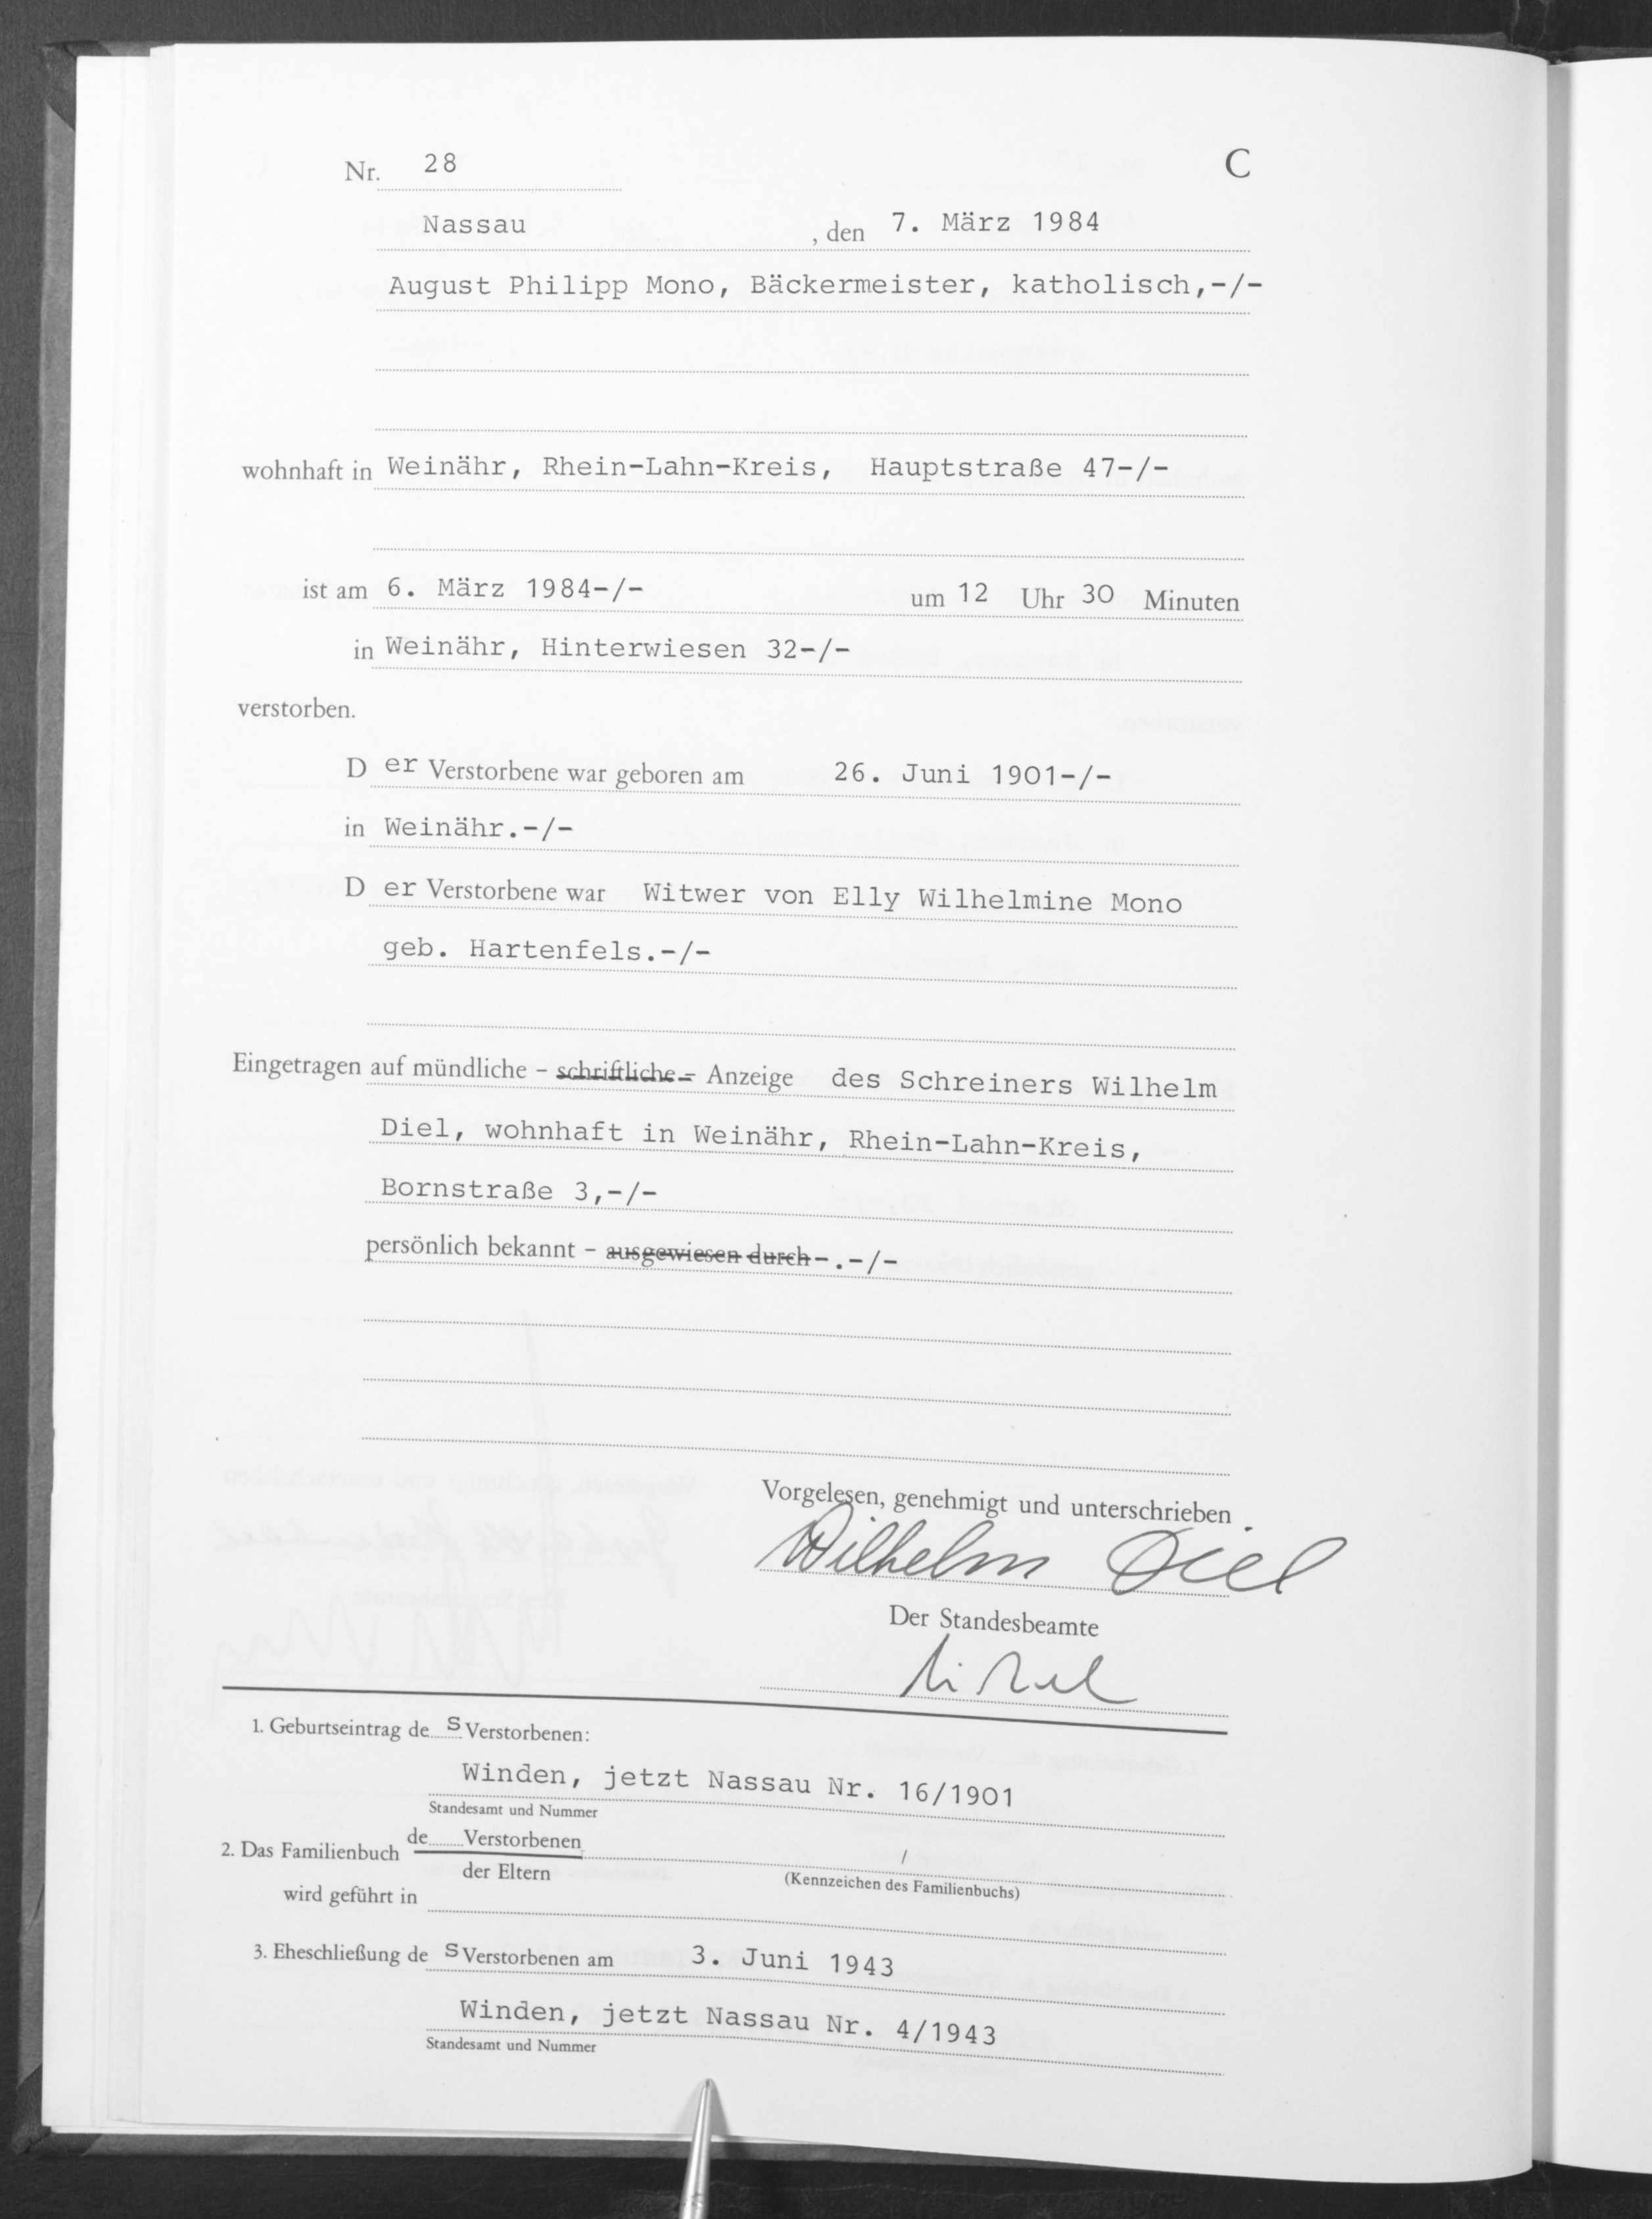 Nr. 28 C
Nassau , den 7. März 1984
August Philipp Mono, Bäckermeister, katholisch,-/-
wohnhaft in Weinähr, Rhein-Lahn-Kreis, Hauptstraße 47-/-
ist am 6. März 1984-/- um 12 Uhr 30 Minuten
in Weinähr, Hinterwiesen 32-/-
verstorben.
D er Verstorbene war geboren am 26. Juni 1901-/-
in Weinähr.-/-
D er Verstorbene war Witwer von Elly Wilhelmine Mono
geb. Hartenfels.-/-
Eingetragen auf mündliche – schriftliche – Anzeige des Schreiners Wilhelm
Diel, wohnhaft in Weinähr, Rhein-Lahn-Kreis,
Bornstraße 3,-/-
persönlich bekannt – ausgewiesen durch-.-/-
Vorgelesen, genehmigt und unterschrieben
Wilhelm Diel
Der Standesbeamte
1. Geburtseintrag de s Verstorbenen:
Winden, jetzt Nassau Nr. 16/1901
Standesamt und Nummer
2. Das Familienbuch de Verstorbenen /
der Eltern (Kennzeichen des Familienbuchs)
wird geführt in
3. Eheschließung de s Verstorbenen am 3. Juni 1943
Winden, jetzt Nassau Nr. 4/1943
Standesamt und Nummer